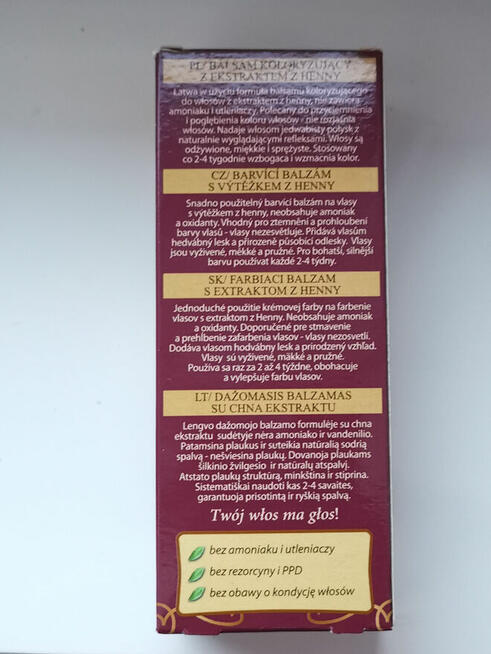 PL/ BALSAM KOLORYZUJĄCY
Z EKSTRAKTEM Z HENNY
Łatwa w użyciu formuła balsamu koloryzującego
do włosów z ekstraktem z henny, nie zawiera
amoniaku i utleniaczy. Polecany do przyciemnienia
i pogłębienia koloru włosów - nie rozjaśnia
włosów. Nadaje włosom jedwabisty połysk z
naturalnie wyglądającymi refleksami. Włosy są
odżywione, miękkie i sprężyste. Stosowany
co 2-4 tygodnie wzbogaca i wzmacnia kolor.
CZ/ BARVÍCÍ BALZÁM
S VÝTĚŽKEM Z HENNY
Snadno použitelný barvící balzám na vlasy
s výtěžkem z henny, neobsahuje amoniak
a oxidanty. Vhodný pro ztemnění a prohloubení
barvy vlasů - vlasy nezesvětluje. Přidává vlasům
hedvábný lesk a přirozeně působící odlesky. Vlasy
jsou vyživené, měkké a pružné. Pro bohatší, silnější
barvu používat každé 2-4 týdny.
SK/ FARBIACI BALZAM
S EXTRAKTOM Z HENNY
Jednoduché použitie krémovej farby na farbenie
vlasov s extraktom z Henny. Neobsahuje amoniak
a oxidanty. Doporučené pre stmavenie
a prehlbenie zafarbenia vlasov - vlasy nezosvetlí.
Dodáva vlasom hodvábny lesk a prirodzený vzhľad.
Vlasy sú vyživené, mäkké a pružné.
Používa sa raz za 2 až 4 týždne, obohacuje
a vylepšuje farbu vlasov.
LT/ DAŽOMASIS BALZAMAS
SU CHNA EKSTRAKTU
Lengvo dažomojo balzamo formulėje su chna
ekstraktu sudėtyje nėra amoniako ir vandenilio.
Patamsina plaukus ir suteikia natūralią sodrią
spalvą - nešviesina plaukų. Dovanoja plaukams
šilkinio žvilgesio ir natūralų atspalvį.
Atstato plaukų struktūrą, minkština ir stiprina.
Sistematiškai naudoti kas 2-4 savaites,
garantuoja prisotintą ir ryškią spalvą.
Twój włos ma głos!
bez amoniaku i utleniaczy
bez rezorcyny i PPD
bez obawy o kondycję włosów